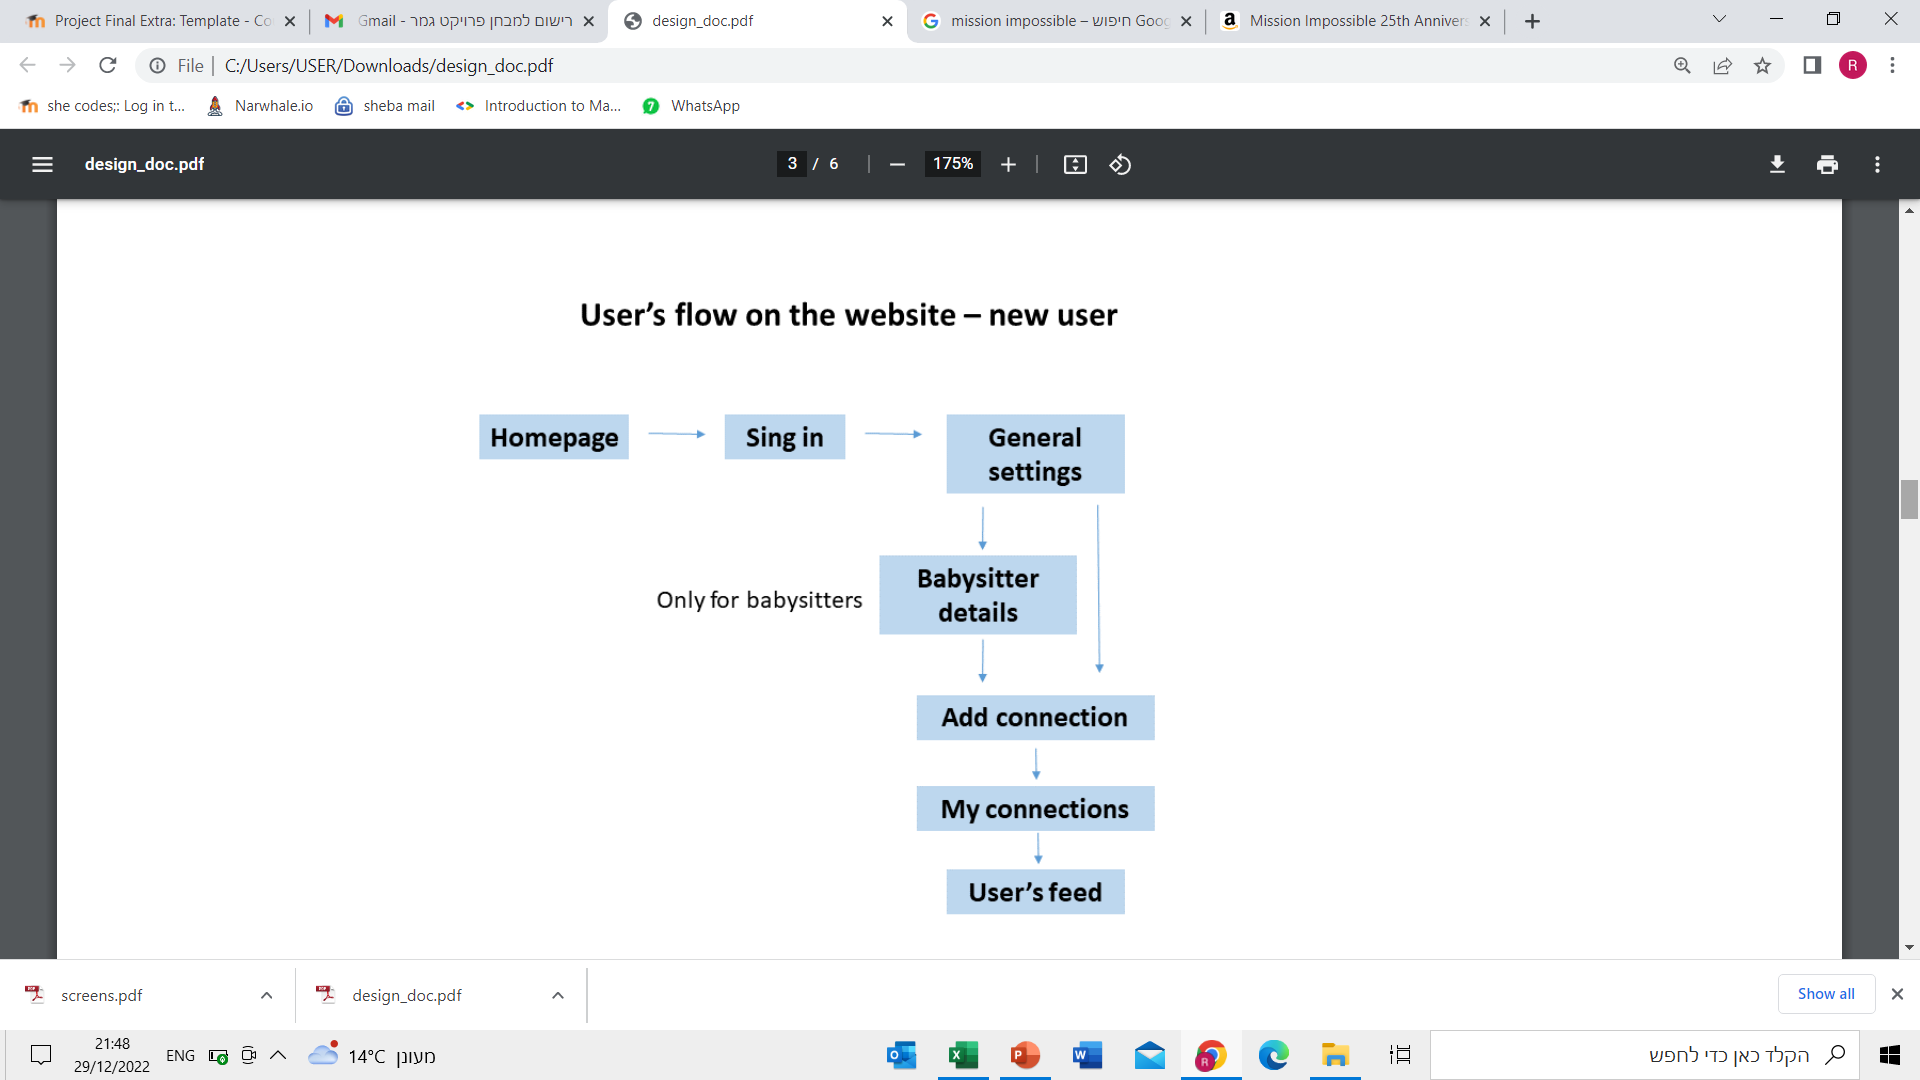 Project Final Extra: Template - Co
Gmail - רישום למבחן פרויקט גמר
design_doc.pdf
mission impossible – חיפוש Goog
Mission Impossible 25th Annivers
File | C:/Users/USER/Downloads/design_doc.pdf
R
she codes;: Log in t...
Narwhale.io
sheba mail
Introduction to Ma...
7
WhatsApp
design_doc.pdf
3 / 6
175%
User's flow on the website – new user
Homepage
Sing in
General
settings
Only for babysitters
Babysitter
details
Add connection
My connections
User's feed
screens.pdf
design_doc.pdf
Show all
21:48
29/12/2022
ENG
14°C מעונן
הקלד כאן כדי לחפש